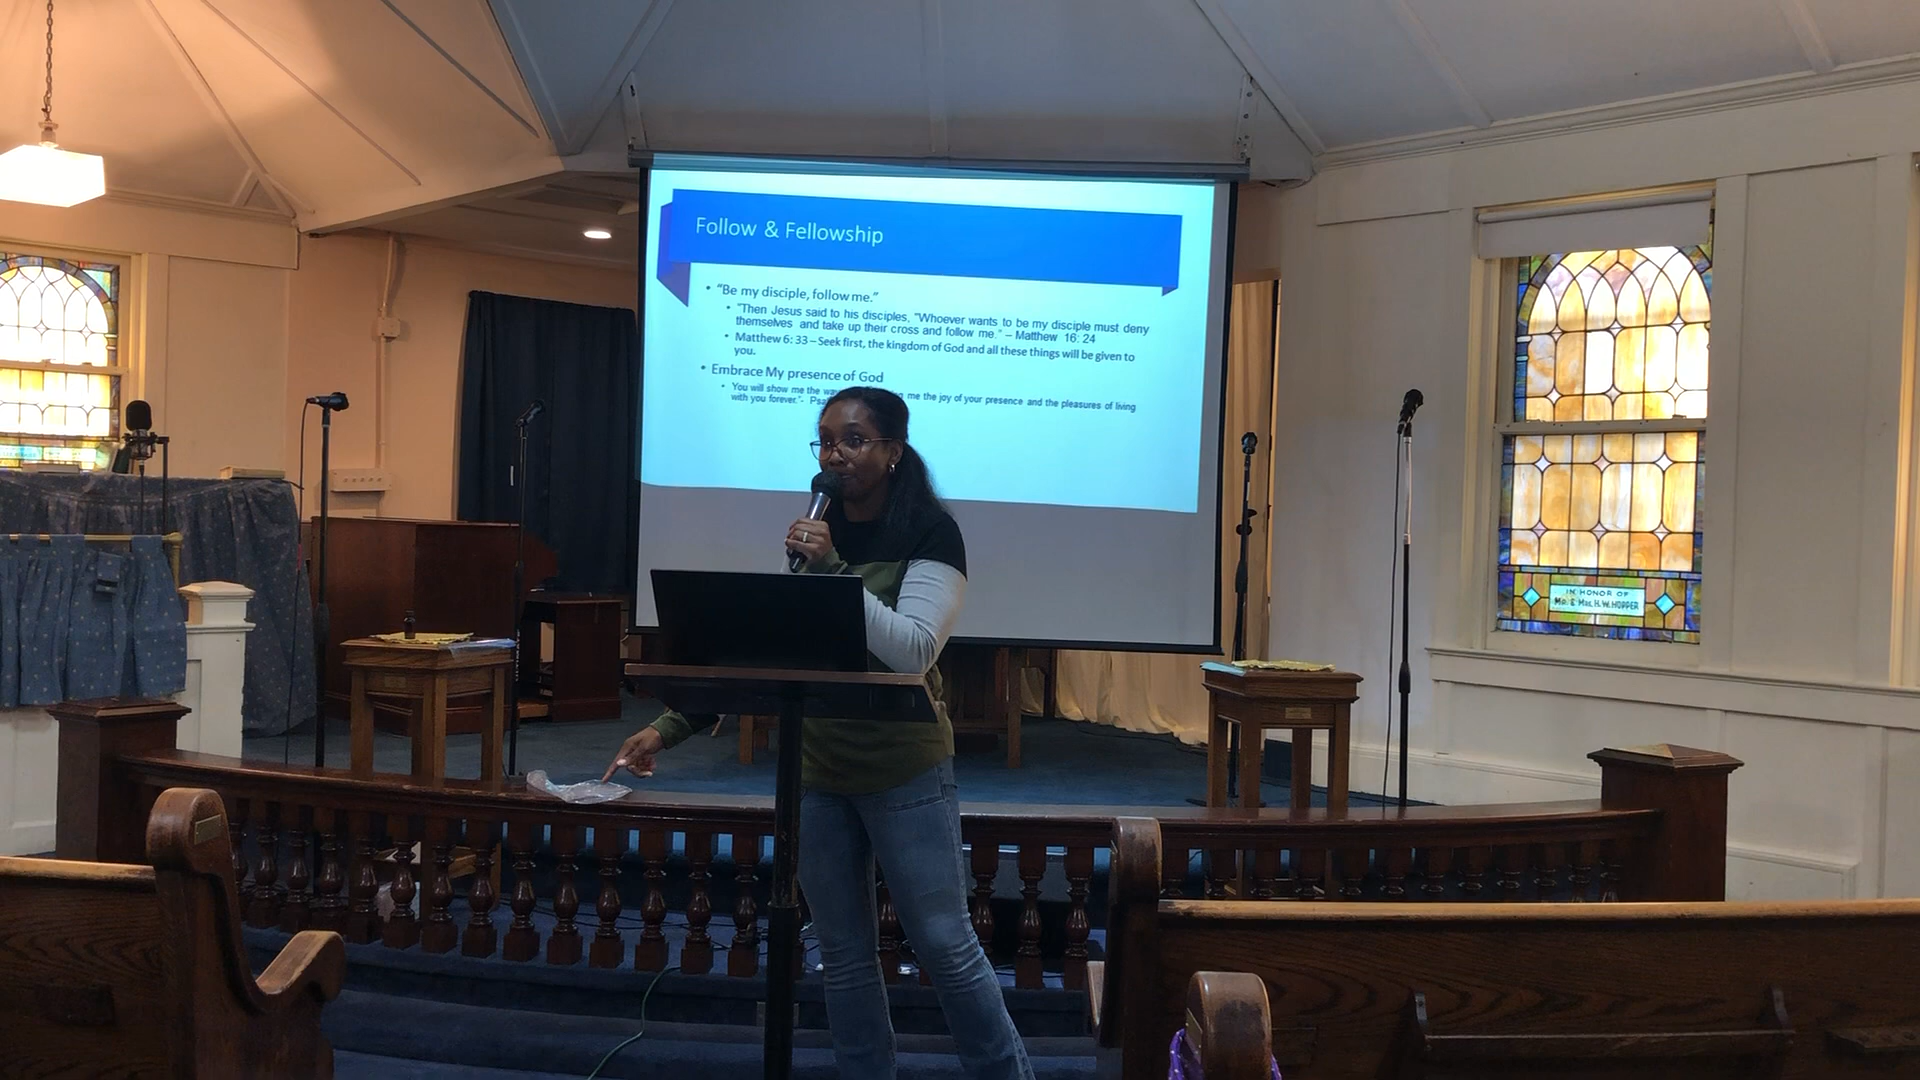 Follow & Fellowship
• “Be my disciple, follow me.”
• "Then Jesus said to his disciples, "Whoever wants to be my disciple must deny
themselves and take up their cross and follow me." – Matthew 16: 24
• Matthew 6: 33 – Seek first, the kingdom of God and all these things will be given to
you.
• Embrace My presence of God
• You will show me the me the joy of your presence and the pleasures of living
with you forever."-
IN HONOR OF
MR. & MRS. H.W. HOPPER